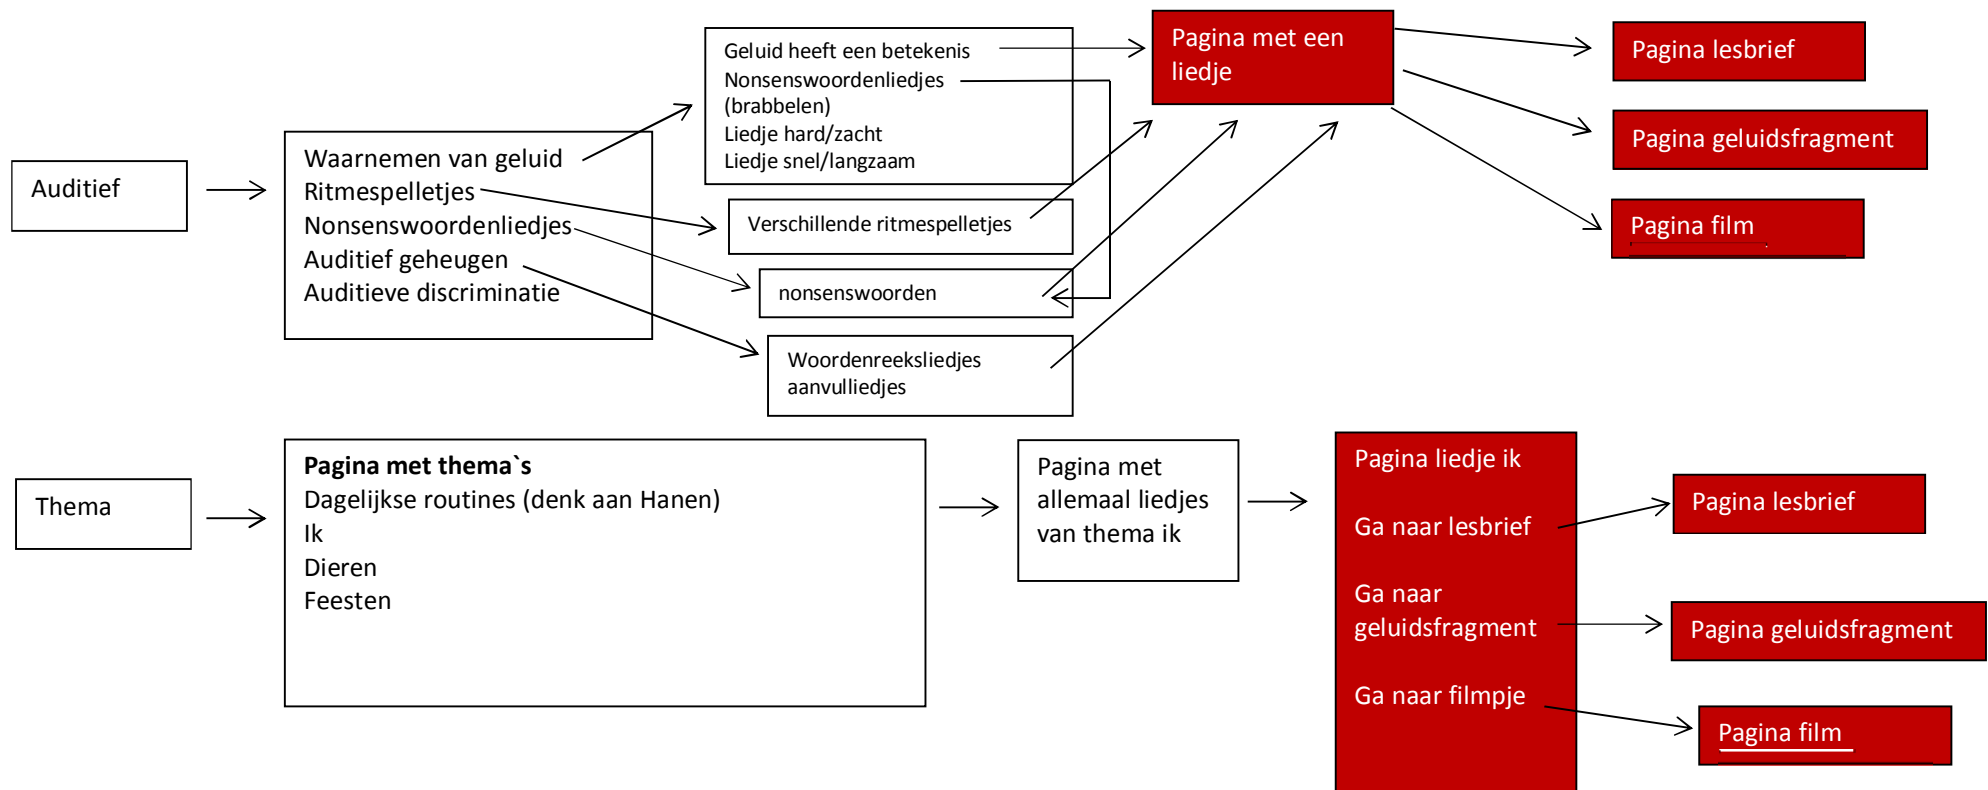 Auditief
Waarnemen van geluid
Ritmespelletjes
Nonsenswoordenliedjes
Auditief geheugen
Auditieve discriminatie
Geluid heeft een betekenis
Nonsenswoordenliedjes
(brabbelen)
Liedje hard/zacht
Liedje snel/langzaam
Verschillende ritmespelletjes
nonsenswoorden
Woordenreeksliedjes
aanvulliedjes
Pagina met een
liedje
Pagina lesbrief
Pagina geluidsfragment
Pagina film
Thema
Pagina met thema`s
Dagelijkse routines (denk aan Hanen)
Ik
Dieren
Feesten
Pagina met
allemaal liedjes
van thema ik
Pagina liedje ik
Ga naar lesbrief
Ga naar
geluidsfragment
Ga naar filmpje
Pagina lesbrief
Pagina geluidsfragment
Pagina film